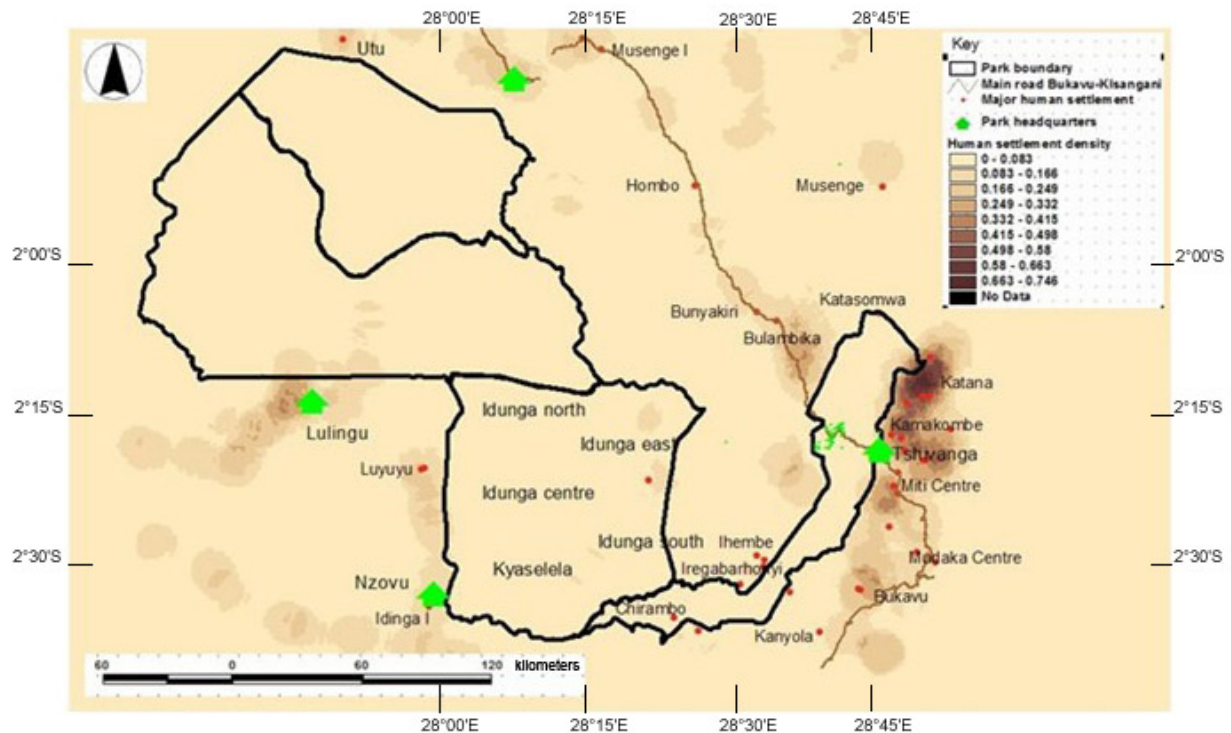 28°00'E
28°15'E
28°30'E
28°45'E
Utu
Musenge I
Key
Park boundary
Main road Bukavu-Kisangani
Major human settlement
Park headquarters
Human settlement density
0 - 0.083
0.083 - 0.166
0.166 - 0.249
0.249 - 0.332
0.332 - 0.415
0.415 - 0.498
0.498 - 0.58
0.58 - 0.663
0.663 - 0.746
No Data
Hombo
Musenge
2°00'S
2°00'S
Katasomwa
Bunyakiri
Bulambika
Katana
2°15'S
2°15'S
Idunga north
Kamakombe
Lulingu
Idunga east
Tshivanga
Luyuyu
Idunga centre
Miti Centre
Idunga south
Ihembe
Mudaka Centre
2°30'S
2°30'S
Kyaselela
Iregabarhonyi
Nzovu
Bukavu
Idinga I
Chirambo
Kanyola
60
0
60
120
kilometers
28°00'E
28°15'E
28°30'E
28°45'E